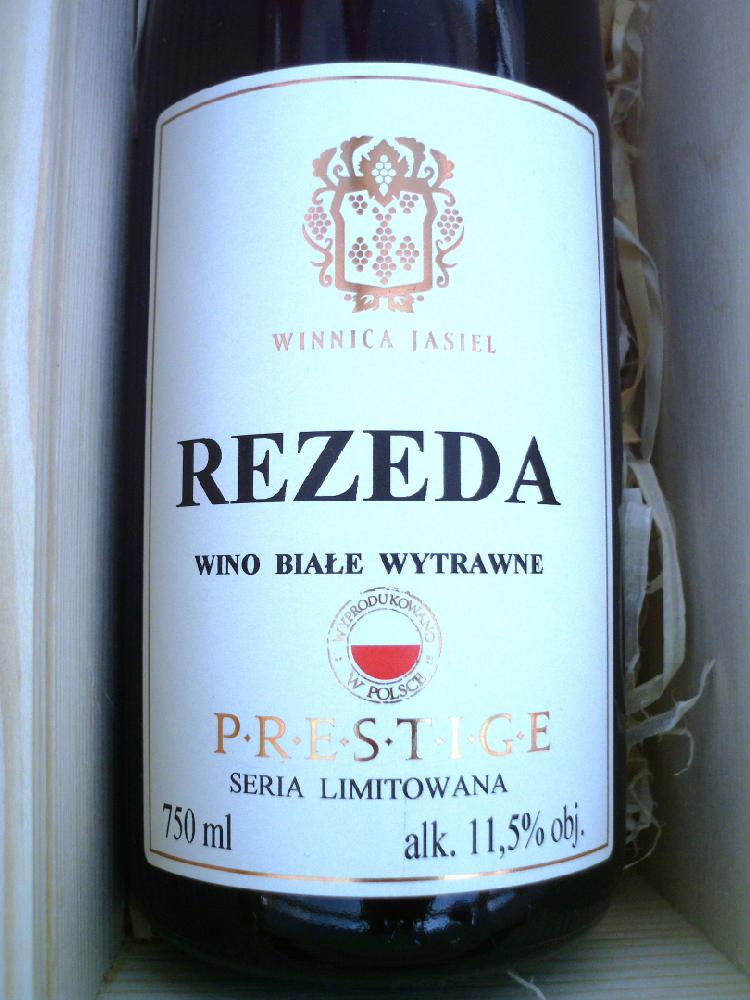 WINNICA JASIEL
REZEDA
WINO BIAŁE WYTRAWNE
WYPRODUKOWANO
W POLSCE
P·R·E·S·T·I·G·E
SERIA LIMITOWANA
750 ml
alk. 11,5% obj.